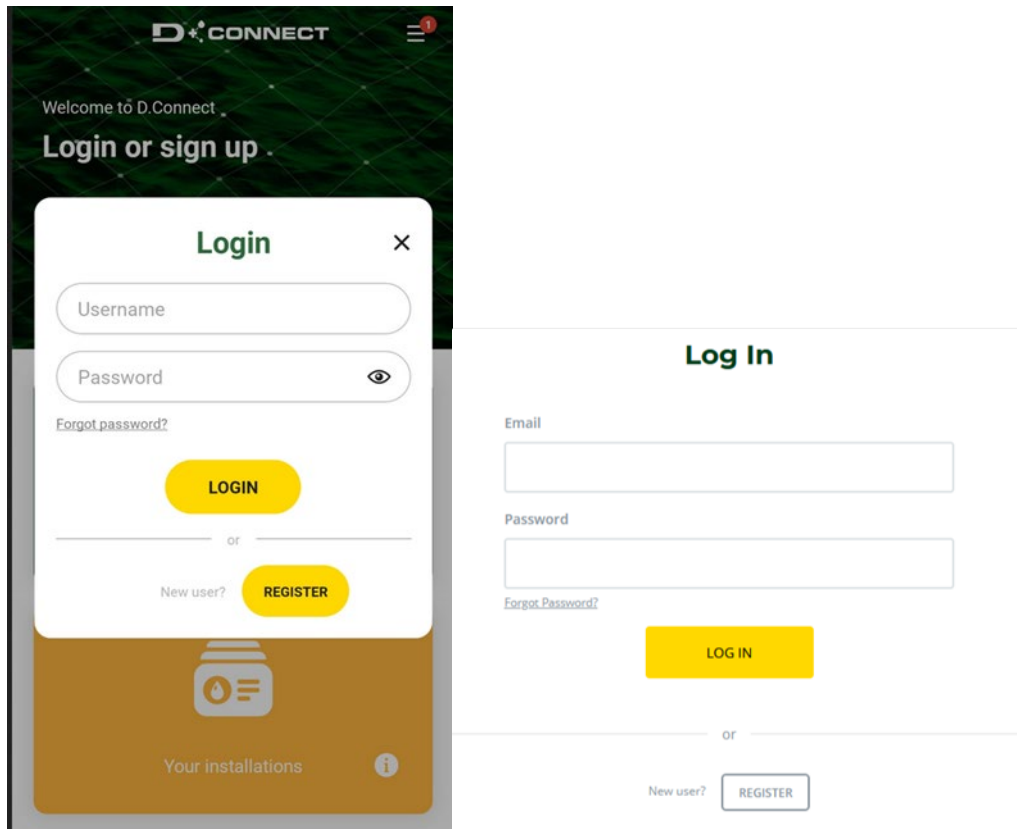 D CONNECT
1
Welcome to D.Connect
Login or sign up
Login
Username
Password
Forgot password?
LOGIN
or
New user? REGISTER
Your installations
i
Log In
Email
Password
Forgot Password?
LOG IN
or
New user? REGISTER